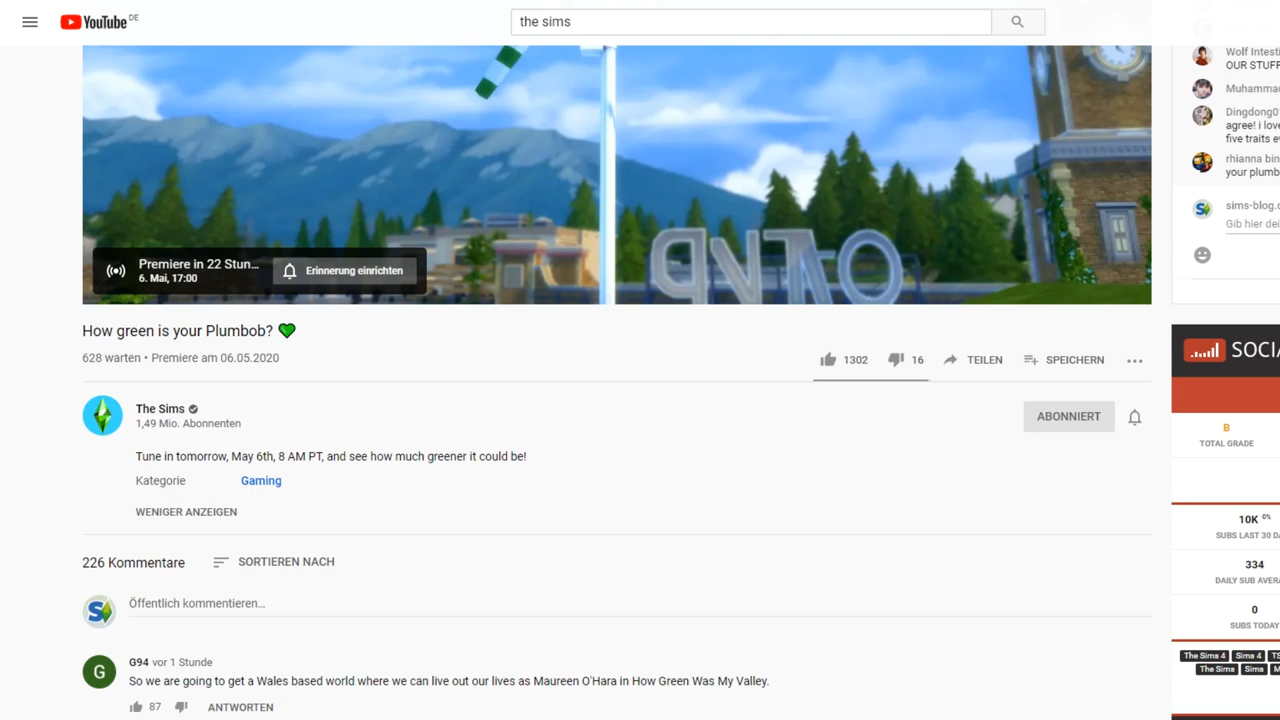 YouTube DE
the sims
Wolf Intesti
OUR STUFF
Muhammad
Dingdong0
agree! i love
five traits e
rhianna bin
your plumb
sims-blog.
Gib hier dei
Premiere in 22 Stun...
6. Mai, 17:00
Erinnerung einrichten
How green is your Plumbob?
628 warten • Premiere am 06.05.2020
1302
16
TEILEN
SPEICHERN
The Sims
1,49 Mio. Abonnenten
ABONNIERT
Tune in tomorrow, May 6th, 8 AM PT, and see how much greener it could be!
Kategorie
Gaming
WENIGER ANZEIGEN
226 Kommentare
SORTIEREN NACH
Öffentlich kommentieren...
G
G94 vor 1 Stunde
So we are going to get a Wales based world where we can live out our lives as Maureen O'Hara in How Green Was My Valley.
87
ANTWORTEN
SOCIA
B
TOTAL GRADE
10K 0%
SUBS LAST 30 DA
334
DAILY SUB AVERA
0
SUBS TODAY
The Sims 4 Sims 4 TS
The Sims Sims M